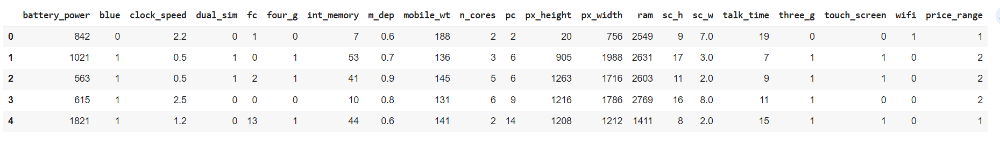 battery_power blue clock_speed dual_sim fc four_g int_memory m_dep mobile_wt n_cores pc px_height px_width ram sc_h sc_w talk_time three_g touch_screen wifi price_range
0 842 0 2.2 0 1 0 7 0.6 188 2 2 20 756 2549 9 7.0 19 0 0 1 1
1 1021 1 0.5 1 0 1 53 0.7 136 3 6 905 1988 2631 17 3.0 7 1 1 0 2
2 563 1 0.5 1 2 1 41 0.9 145 5 6 1263 1716 2603 11 2.0 9 1 1 0 2
3 615 1 2.5 0 0 0 10 0.8 131 6 9 1216 1786 2769 16 8.0 11 1 0 0 2
4 1821 1 1.2 0 13 1 44 0.6 141 2 14 1208 1212 1411 8 2.0 15 1 1 0 1